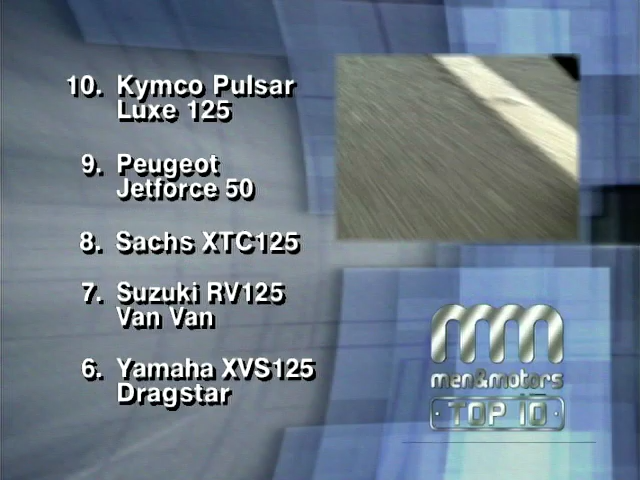 10. Kymco Pulsar
Luxe 125
9. Peugeot
Jetforce 50
8. Sachs XTC125
7. Suzuki RV125
Van Van
6. Yamaha XVS125
Dragstar
mm
men&motors
TOP 10